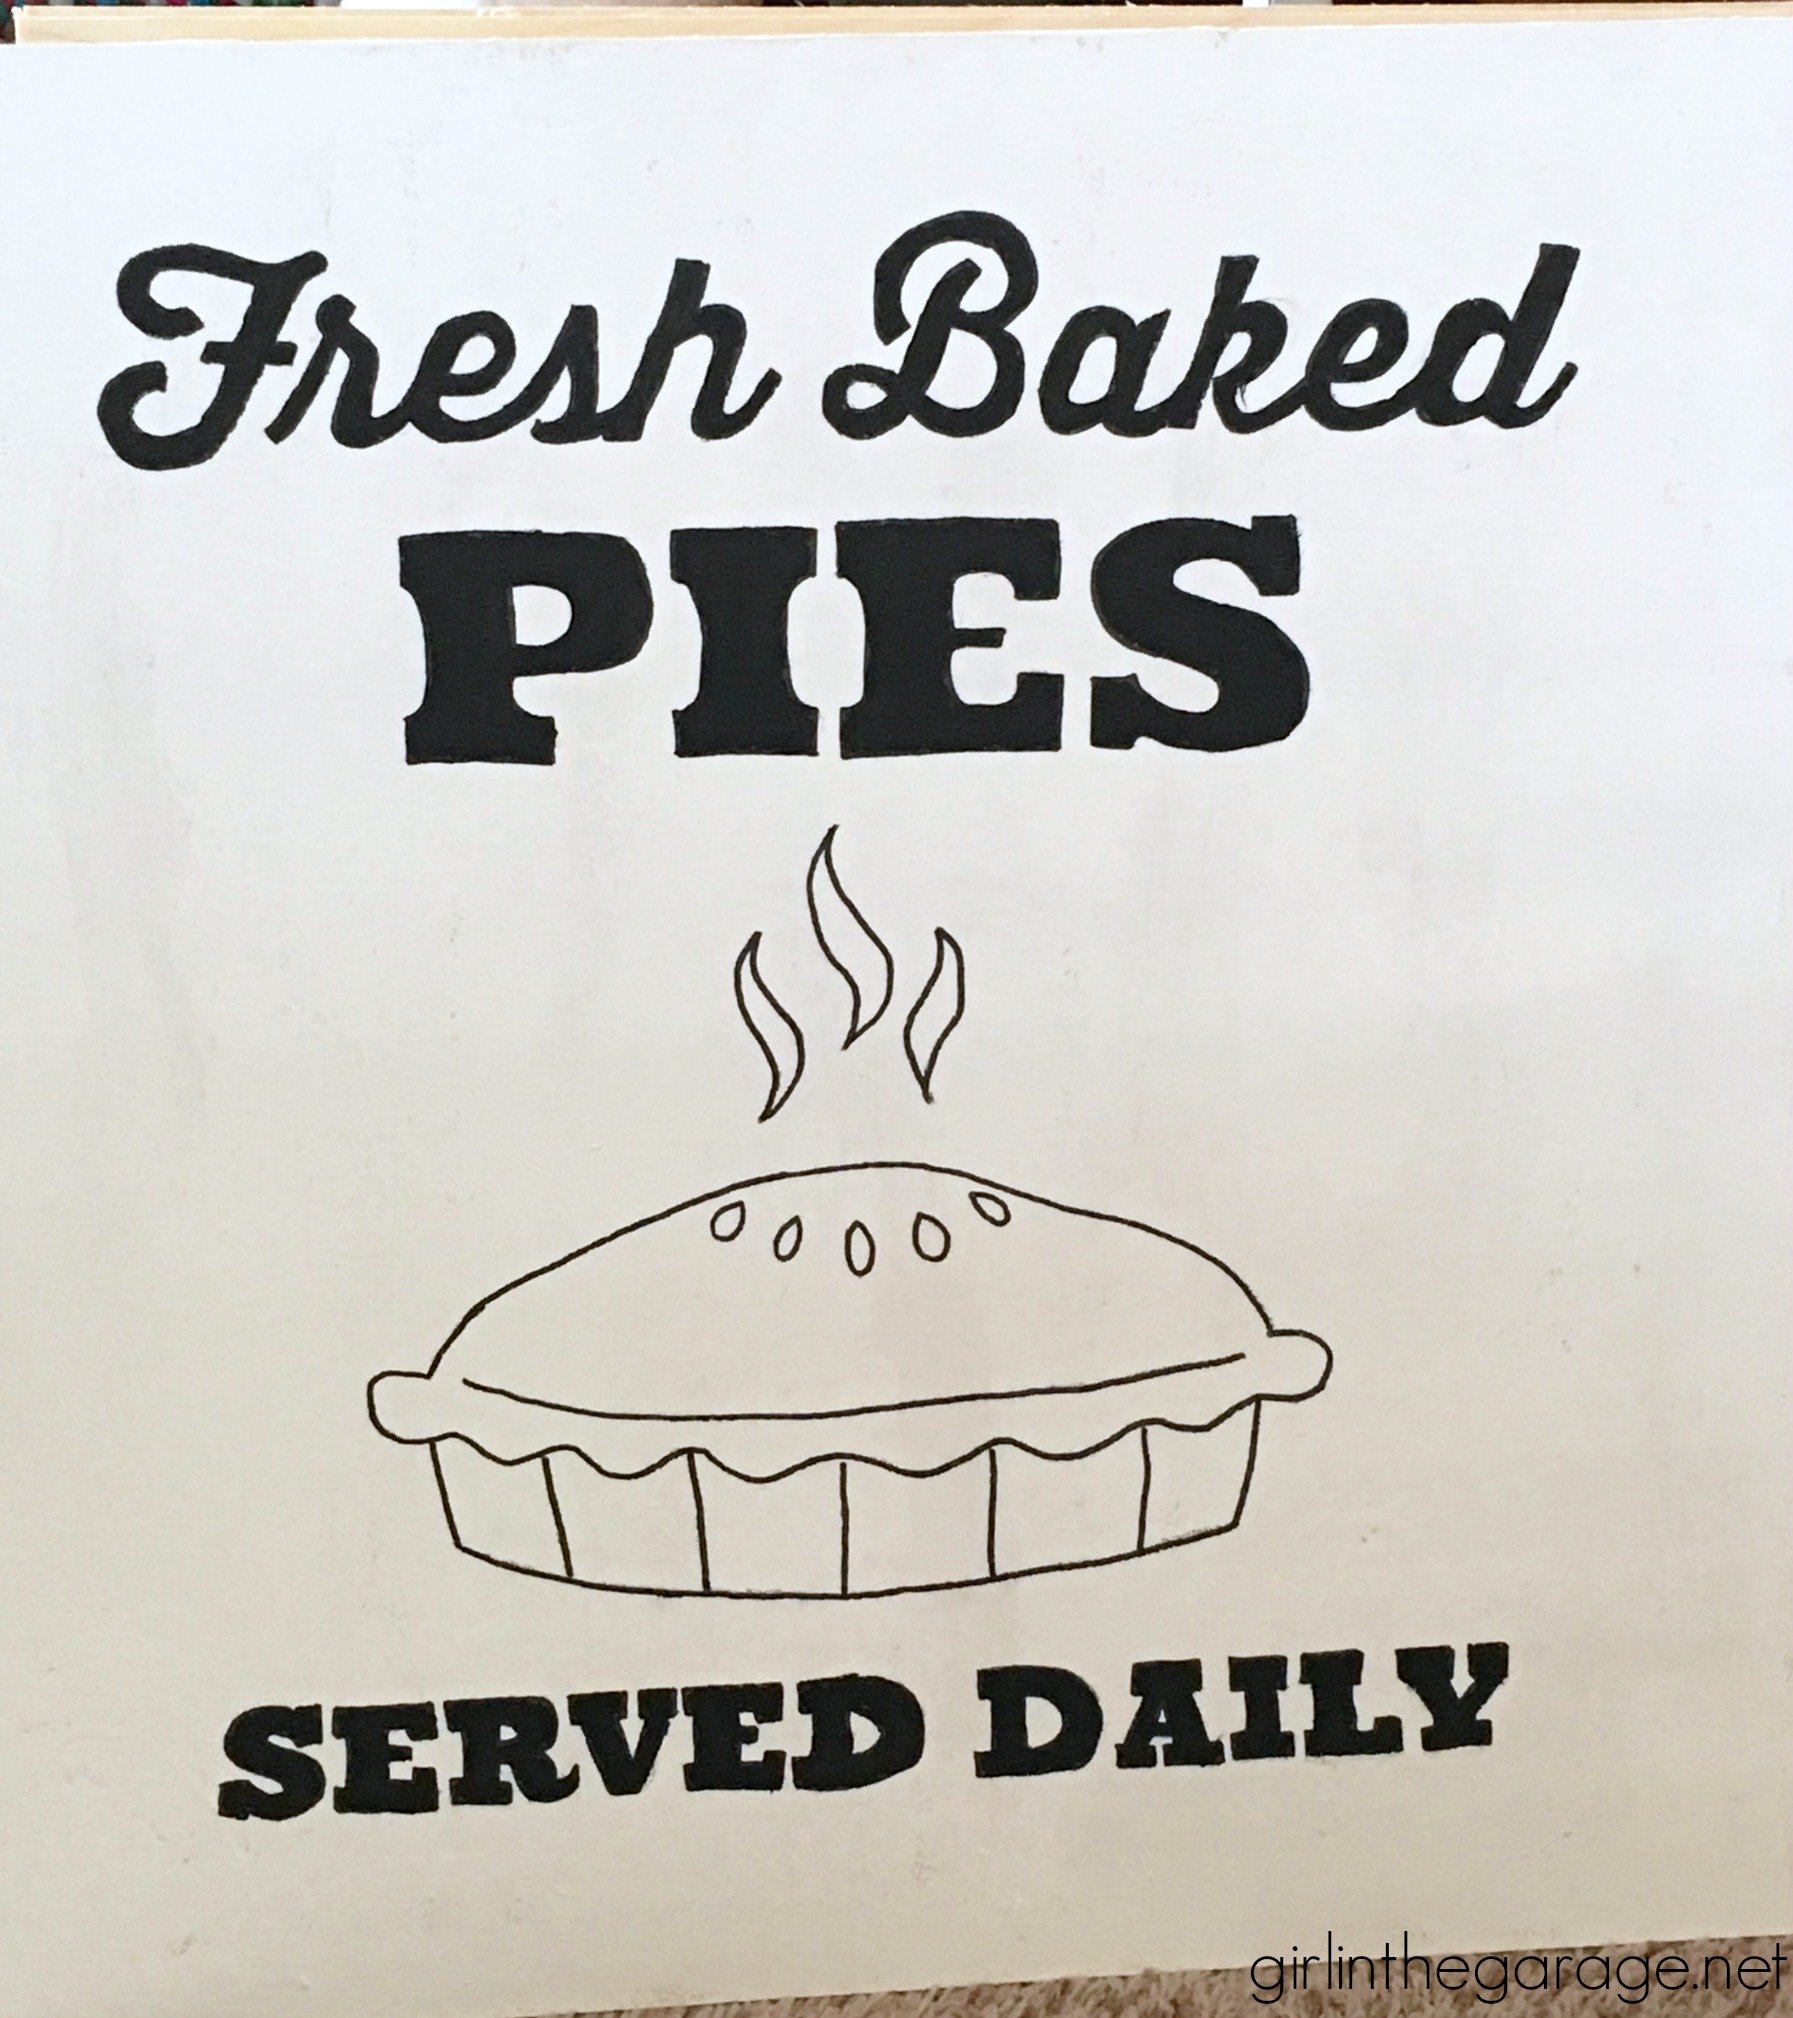 Fresh Baked
PIES
SERVED DAILY
girlinthegarage.net